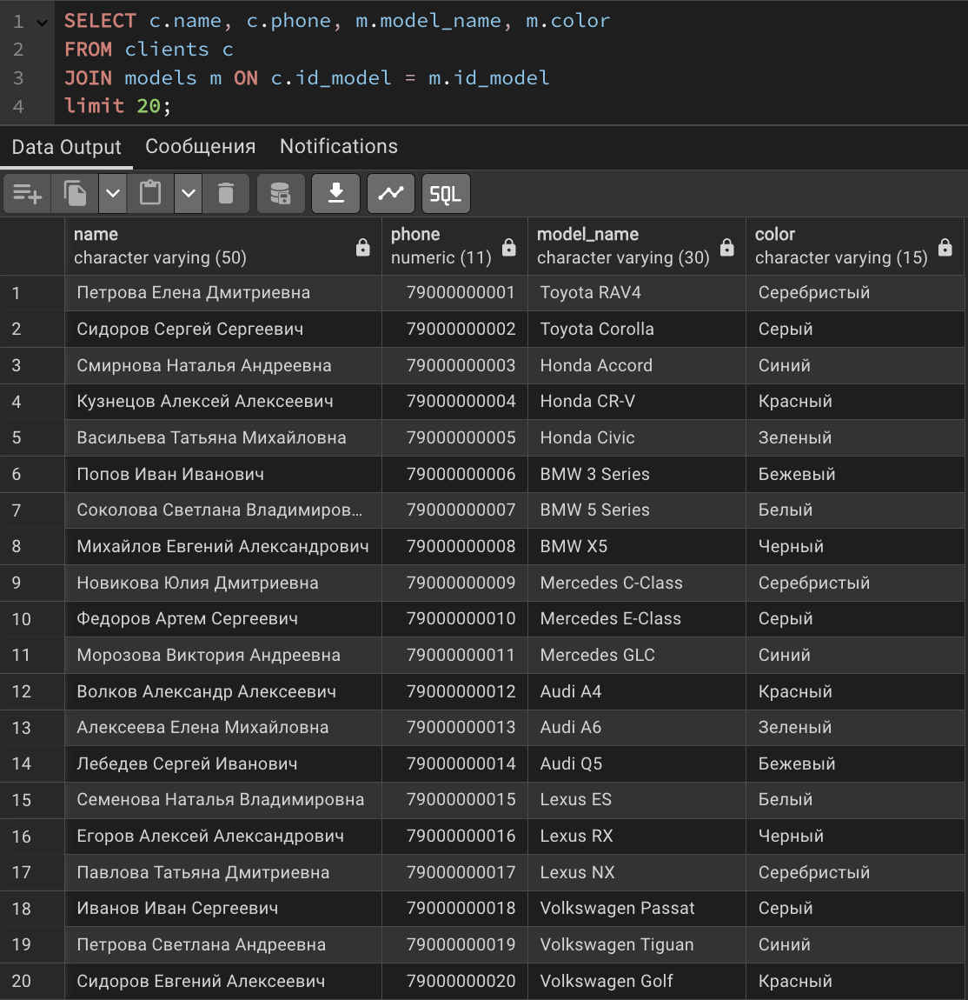 1 SELECT c.name, c.phone, m.model_name, m.color
2 FROM clients c
3 JOIN models m ON c.id_model = m.id_model
4 limit 20;
Data Output Сообщения Notifications
SQL
name phone model_name color
character varying (50) numeric (11) character varying (30) character varying (15)
1 Петрова Елена Дмитриевна 79000000001 Toyota RAV4 Серебристый
2 Сидоров Сергей Сергеевич 79000000002 Toyota Corolla Серый
3 Смирнова Наталья Андреевна 79000000003 Honda Accord Синий
4 Кузнецов Алексей Алексеевич 79000000004 Honda CR-V Красный
5 Васильева Татьяна Михайловна 79000000005 Honda Civic Зеленый
6 Попов Иван Иванович 79000000006 BMW 3 Series Бежевый
7 Соколова Светлана Владимиров... 79000000007 BMW 5 Series Белый
8 Михайлов Евгений Александрович 79000000008 BMW X5 Черный
9 Новикова Юлия Дмитриевна 79000000009 Mercedes C-Class Серебристый
10 Федоров Артем Сергеевич 79000000010 Mercedes E-Class Серый
11 Морозова Виктория Андреевна 79000000011 Mercedes GLC Синий
12 Волков Александр Алексеевич 79000000012 Audi A4 Красный
13 Алексеева Елена Михайловна 79000000013 Audi A6 Зеленый
14 Лебедев Сергей Иванович 79000000014 Audi Q5 Бежевый
15 Семенова Наталья Владимировна 79000000015 Lexus ES Белый
16 Егоров Алексей Александрович 79000000016 Lexus RX Черный
17 Павлова Татьяна Дмитриевна 79000000017 Lexus NX Серебристый
18 Иванов Иван Сергеевич 79000000018 Volkswagen Passat Серый
19 Петрова Светлана Андреевна 79000000019 Volkswagen Tiguan Синий
20 Сидоров Евгений Алексеевич 79000000020 Volkswagen Golf Красный